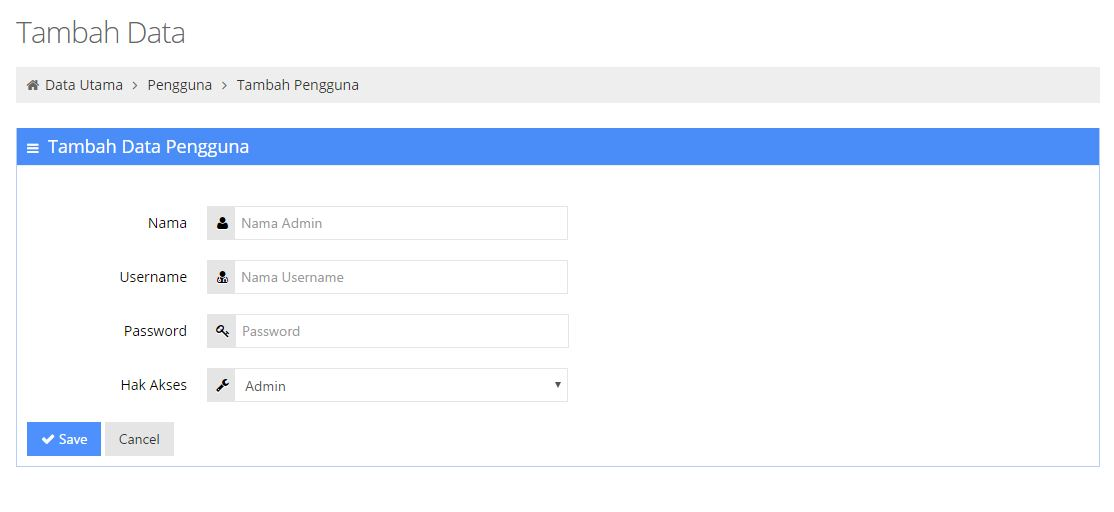 Tambah Data
Data Utama > Pengguna > Tambah Pengguna
Tambah Data Pengguna
Nama Nama Admin
Username Nama Username
Password Password
Hak Akses Admin
Save Cancel